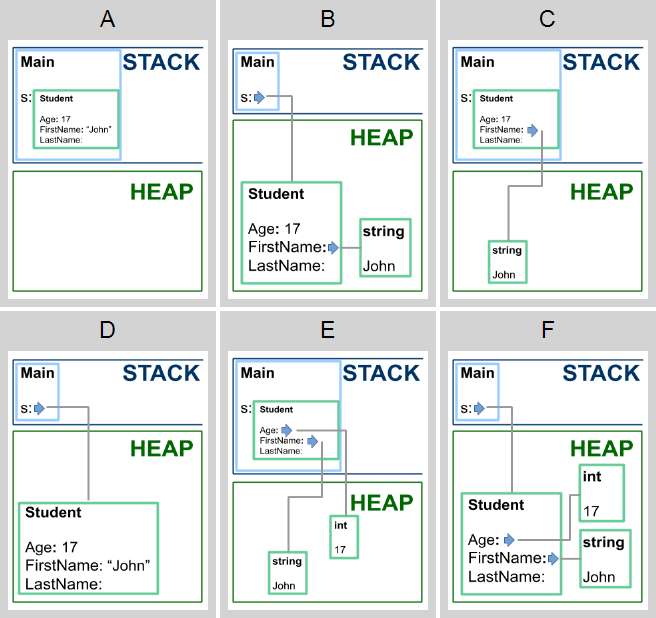 A
Main
STACK
s:
Student
Age: 17
FirstName: “John”
LastName:
HEAP
B
Main
STACK
s:
HEAP
Student
Age: 17
FirstName:
LastName:
string
John
C
Main
STACK
s:
Student
Age: 17
FirstName:
LastName:
HEAP
string
John
D
Main
STACK
s:
HEAP
Student
Age: 17
FirstName: “John”
LastName:
E
Main
STACK
s:
Student
Age:
FirstName:
LastName:
HEAP
int
17
string
John
F
Main
STACK
s:
HEAP
int
17
Student
Age:
FirstName:
LastName:
string
John